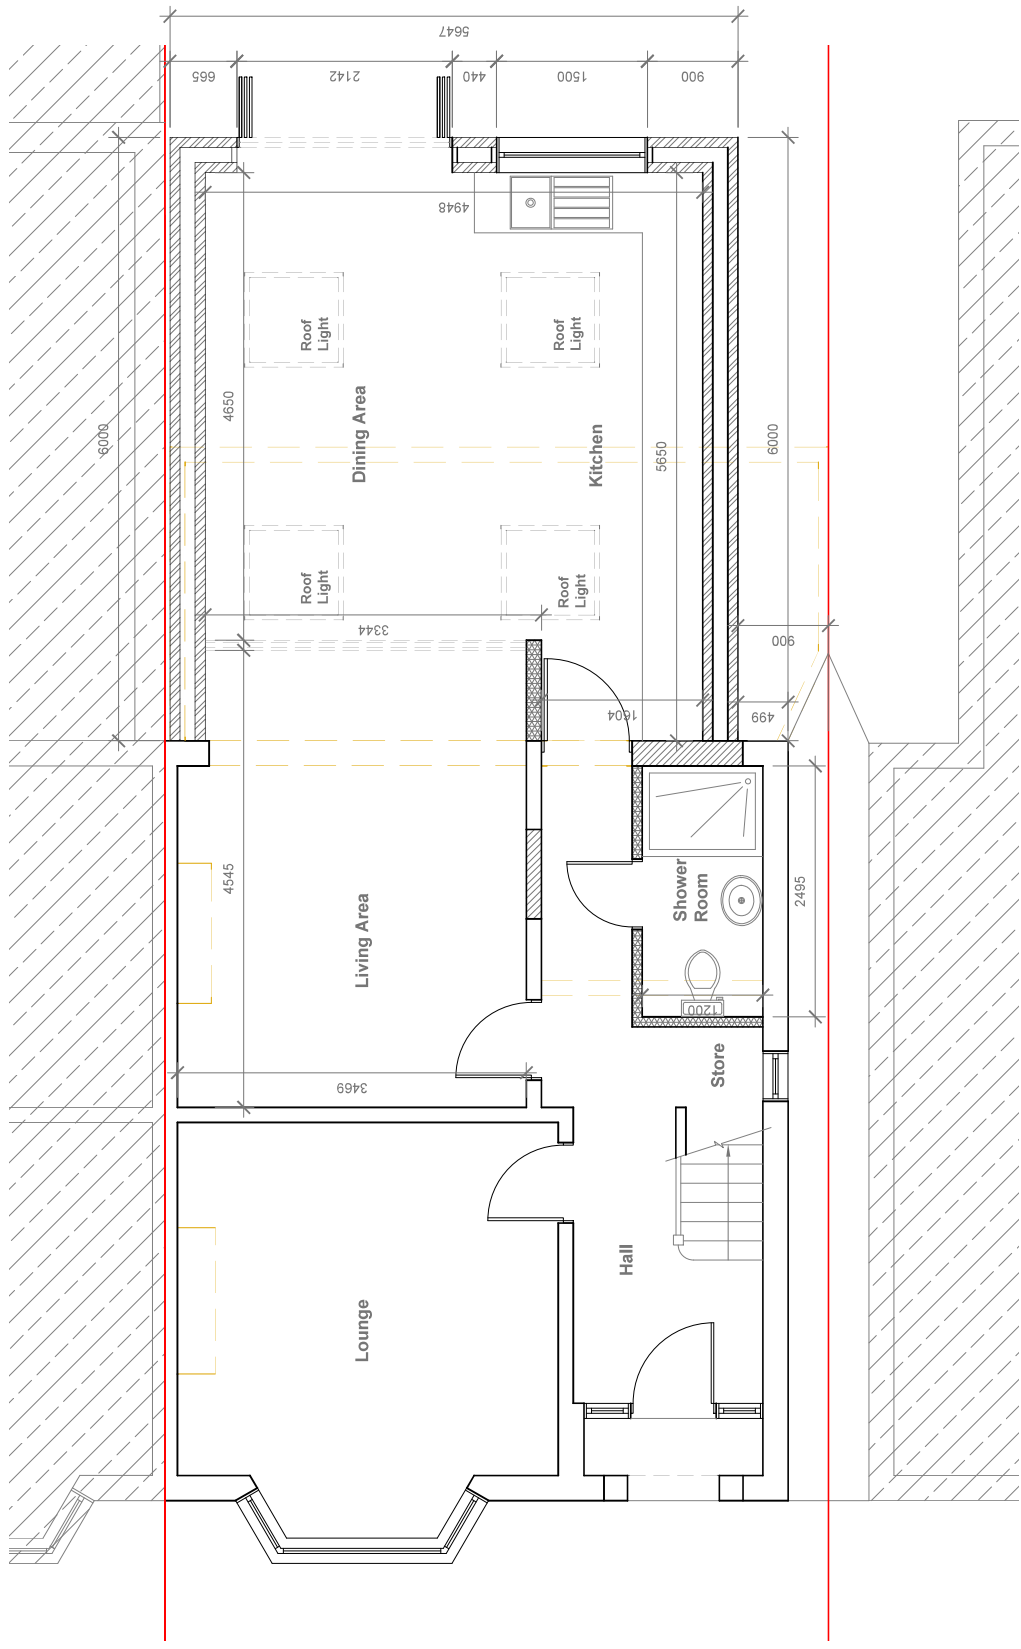 5647
665
2142
440
1500
900
4948
6000
Roof
Light
Roof
Light
4650
Dining Area
Kitchen
5650
6000
Roof
Light
Roof
Light
3344
900
1604
499
4545
Living Area
Shower
Room
2495
1200
3469
Store
Hall
Lounge